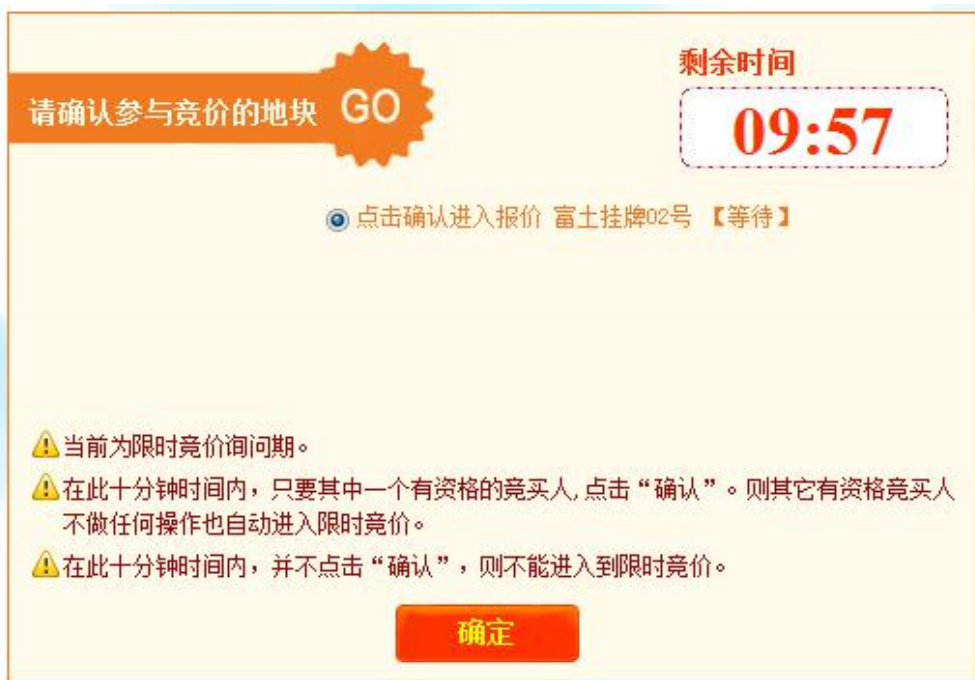 剩余时间
请确认参与竞价的地块 GO
09:57
点击确认进入报价 富土挂牌02号 【等待】
当前为限时竞价询问期。
在此十分钟时间内，只要其中一个有资格的竞买人,点击“确认”。则其它有资格竞买人
不做任何操作也自动进入限时竞价。
在此十分钟时间内，并不点击“确认”，则不能进入到限时竞价。
确定